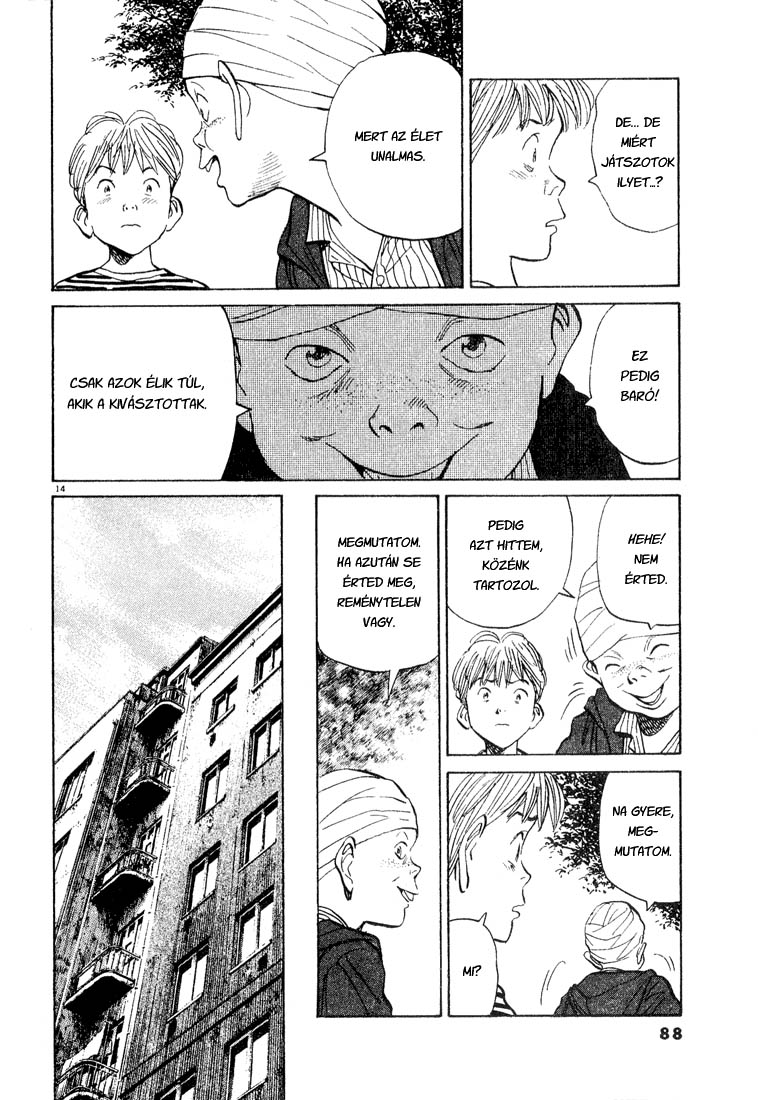 DE... DE
MIÉRT
JÁTSZOTOK
ILYET...?
MERT AZ ÉLET
UNALMAS.
EZ
PEDIG
BARÓ!
CSAK AZOK ÉLIK TÚL,
AKIK A KIVÁSZTOTTAK.
14
HEHE!
NEM
ÉRTED.
PEDIG
AZT HITTEM,
KÖZÉNK
TARTOZOL.
NA GYERE,
MEG-
MUTATOM.
MI?
MEGMUTATOM.
HA AZUTÁN SE
ÉRTED MEG,
REMÉNYTELEN
VAGY.
88